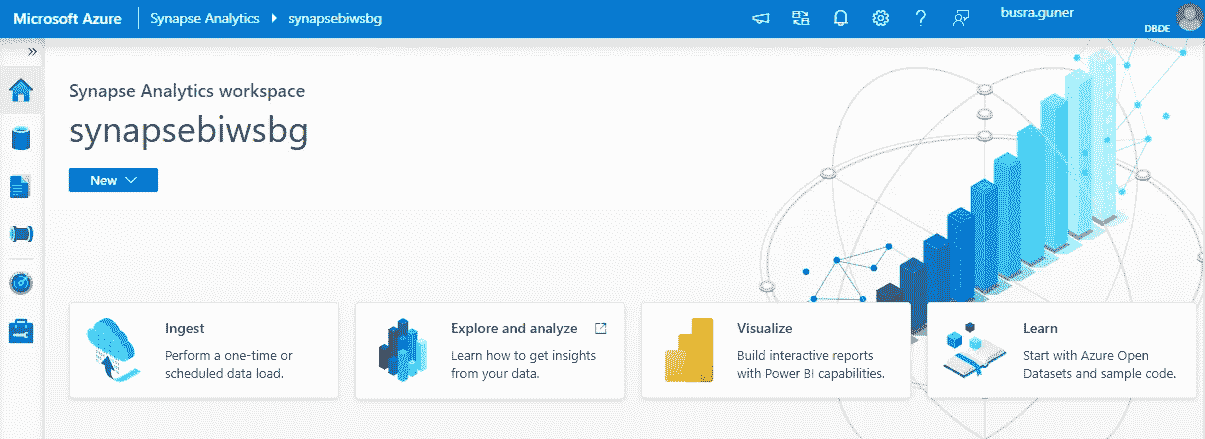 Microsoft Azure
Synapse Analytics
synapsebiwsbg
busra.guner
DBDE
Synapse Analytics workspace
synapsebiwsbg
New
Ingest
Perform a one-time or
scheduled data load.
Explore and analyze
Learn how to get insights
from your data.
Visualize
Build interactive reports
with Power BI capabilities.
Learn
Start with Azure Open
Datasets and sample code.